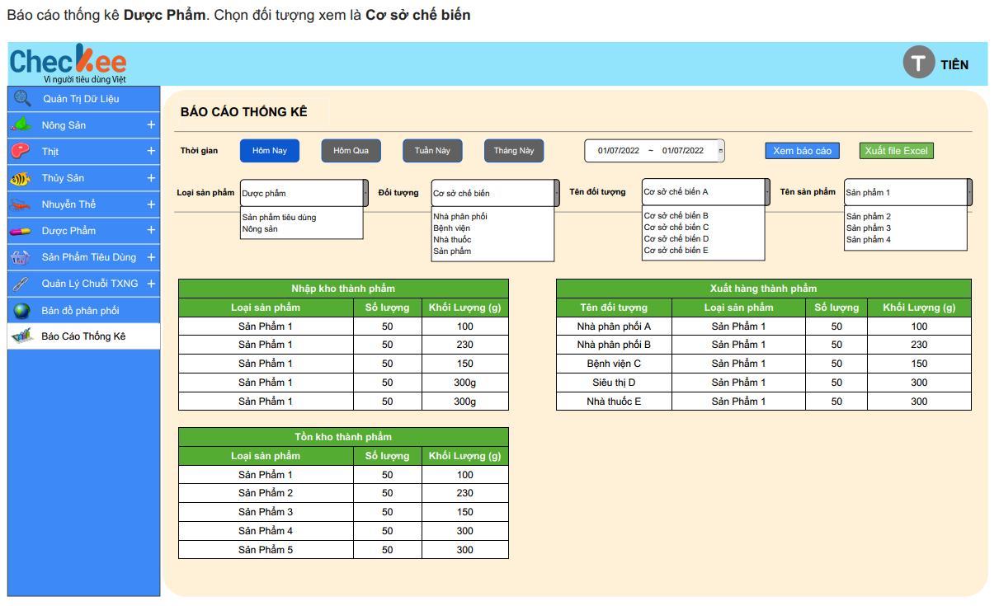 Báo cáo thống kê Dược Phẩm. Chọn đối tượng xem là Cơ sở chế biến
Checkee
Vì người tiêu dùng Việt
T TIÊN
Quản Trị Dữ Liệu
Nông Sản +
Thịt +
Thủy Sản +
Nhuyễn Thể +
Dược Phẩm +
Sản Phẩm Tiêu Dùng +
Quản Lý Chuỗi TXNG +
Bản đồ phân phối
Báo Cáo Thống Kê
BÁO CÁO THỐNG KÊ
Thời gian Hôm Nay Hôm Qua Tuần Này Tháng Này 01/07/2022 ~ 01/07/2022 Xem báo cáo Xuất file Excel
Loại sản phẩm Dược phẩm Đối tượng Cơ sở chế biến Tên đối tượng Cơ sở chế biến A Tên sản phẩm Sản phẩm 1
Sản phẩm tiêu dùng
Nông sản
Nhà phân phối
Bệnh viện
Nhà thuốc
Sản phẩm
Cơ sở chế biến B
Cơ sở chế biến C
Cơ sở chế biến D
Cơ sở chế biến E
Sản phẩm 2
Sản phẩm 3
Sản phẩm 4
Nhập kho thành phẩm
Loại sản phẩm Số lượng Khối Lượng (g)
Sản Phẩm 1 50 100
Sản Phẩm 1 50 230
Sản Phẩm 1 50 150
Sản Phẩm 1 50 300g
Sản Phẩm 1 50 300g
Xuất hàng thành phẩm
Tên đối tượng Loại sản phẩm Số lượng Khối Lượng (g)
Nhà phân phối A Sản Phẩm 1 50 100
Nhà phân phối B Sản Phẩm 1 50 230
Bệnh viện C Sản Phẩm 1 50 150
Siêu thị D Sản Phẩm 1 50 300
Nhà thuốc E Sản Phẩm 1 50 300
Tồn kho thành phẩm
Loại sản phẩm Số lượng Khối Lượng (g)
Sản Phẩm 1 50 100
Sản Phẩm 2 50 230
Sản Phẩm 3 50 150
Sản Phẩm 4 50 300
Sản Phẩm 5 50 300